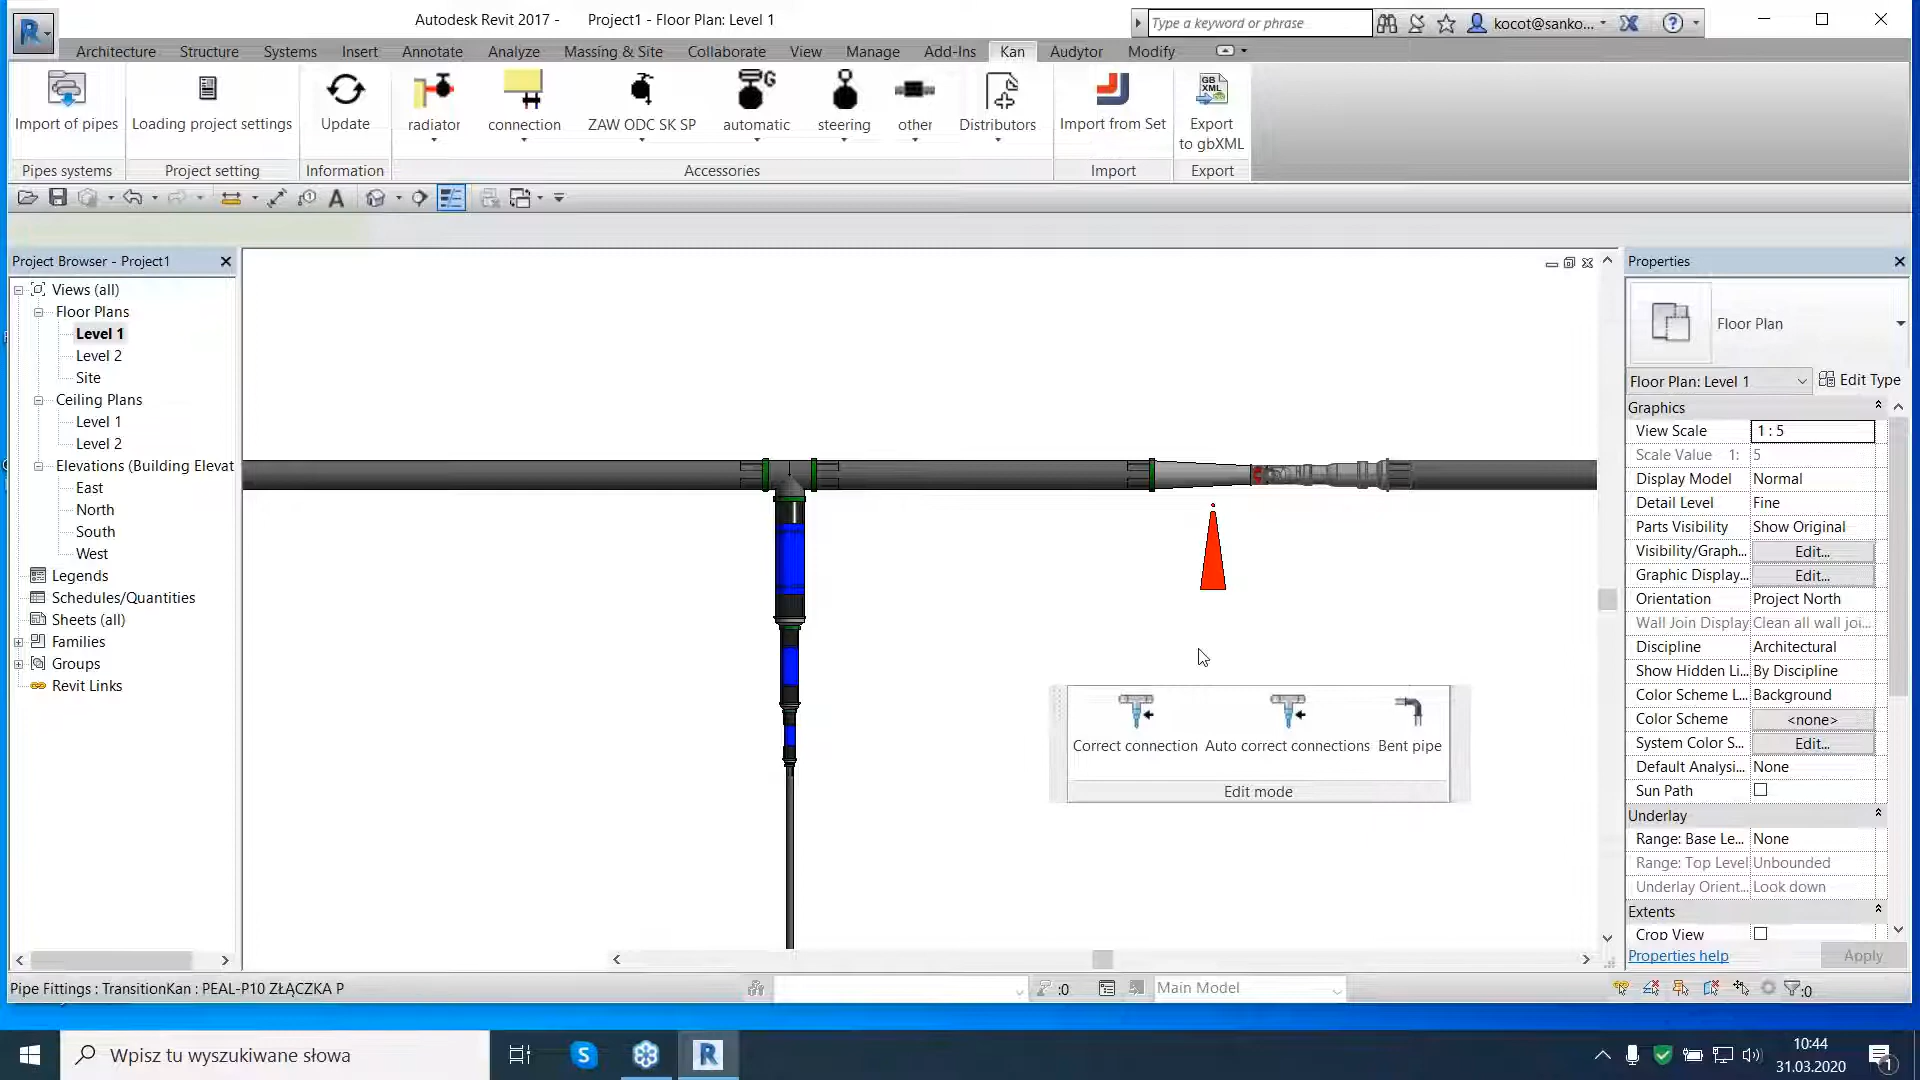 Autodesk Revit 2017 - Project1 - Floor Plan: Level 1
Type a keyword or phrase
kocot@sanko...
Architecture Structure Systems Insert Annotate Analyze Massing & Site Collaborate View Manage Add-Ins Kan Audytor Modify
Import of pipes Loading project settings Update radiator connection ZAW ODC SK SP automatic steering other Distributors Import from Set Export to gbXML
Pipes systems Project setting Information Accessories Import Export
Project Browser - Project1
Views (all)
Floor Plans
Level 1
Level 2
Site
Ceiling Plans
Level 1
Level 2
Elevations (Building Elevat
East
North
South
West
Legends
Schedules/Quantities
Sheets (all)
Families
Groups
Revit Links
Correct connection Auto correct connections Bent pipe
Edit mode
Properties
Floor Plan
Floor Plan: Level 1 Edit Type
Graphics
View Scale 1 : 5
Scale Value 1: 5
Display Model Normal
Detail Level Fine
Parts Visibility Show Original
Visibility/Graph... Edit...
Graphic Display... Edit...
Orientation Project North
Wall Join Display Clean all wall joi...
Discipline Architectural
Show Hidden Li... By Discipline
Color Scheme L... Background
Color Scheme <none>
System Color S... Edit...
Default Analysi... None
Sun Path
Underlay
Range: Base Le... None
Range: Top Level Unbounded
Underlay Orient... Look down
Extents
Crop View
Properties help Apply
Pipe Fittings : TransitionKan : PEAL-P10 ZŁĄCZKA P
:0 Main Model :0
Wpisz tu wyszukiwane słowa
10:44
31.03.2020
1